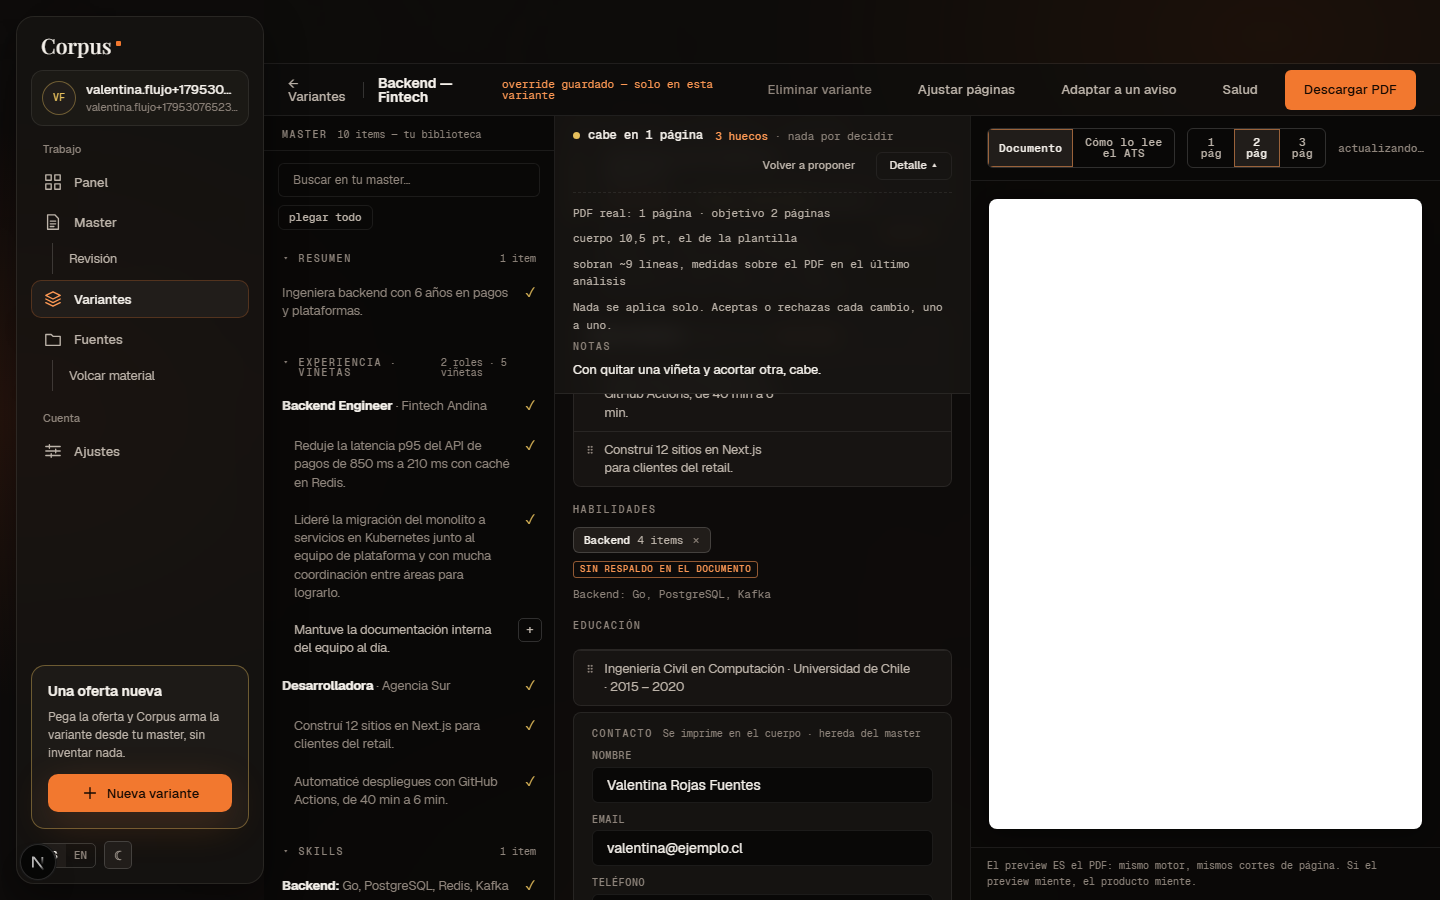 Corpus
VF
valentina.flujo+179530...
valentina.flujo+17953076523...
Trabajo
Panel
Master
Revisión
Variantes
Fuentes
Volcar material
Cuenta
Ajustes
Una oferta nueva
Pega la oferta y Corpus arma la
variante desde tu master, sin
inventar nada.
+ Nueva variante
N
EN
← Variantes
Backend —
Fintech
override guardado — solo en esta
variante
Eliminar variante
Ajustar páginas
Adaptar a un aviso
Salud
Descargar PDF
MASTER 10 items — tu biblioteca
Buscar en tu master…
plegar todo
RESUMEN 1 item
Ingeniera backend con 6 años en pagos
y plataformas. ✓
EXPERIENCIA · 2 roles · 5
VIÑETAS viñetas
Backend Engineer · Fintech Andina ✓
Reduje la latencia p95 del API de
pagos de 850 ms a 210 ms con caché
en Redis. ✓
Lideré la migración del monolito a
servicios en Kubernetes junto al
equipo de plataforma y con mucha
coordinación entre áreas para
lograrlo. ✓
Mantuve la documentación interna
del equipo al día. +
Desarrolladora · Agencia Sur ✓
Construí 12 sitios en Next.js para
clientes del retail. ✓
Automaticé despliegues con GitHub
Actions, de 40 min a 6 min. ✓
SKILLS 1 item
Backend: Go, PostgreSQL, Redis, Kafka ✓
cabe en 1 página 3 huecos · nada por decidir
Volver a proponer
Detalle
PDF real: 1 página · objetivo 2 páginas
cuerpo 10,5 pt, el de la plantilla
sobran ~9 líneas, medidas sobre el PDF en el último
análisis
Nada se aplica solo. Aceptas o rechazas cada cambio, uno
a uno.
NOTAS
Con quitar una viñeta y acortar otra, cabe.
GitHub Actions, de 40 min a 6
min.
Construí 12 sitios en Next.js
para clientes del retail.
HABILIDADES
Backend 4 items ×
SIN RESPALDO EN EL DOCUMENTO
Backend: Go, PostgreSQL, Kafka
EDUCACIÓN
Ingeniería Civil en Computación · Universidad de Chile
· 2015 – 2020
CONTACTO Se imprime en el cuerpo · hereda del master
NOMBRE
Valentina Rojas Fuentes
EMAIL
valentina@ejemplo.cl
TELÉFONO
Documento
Cómo lo lee
el ATS
1
pág
2
pág
3
pág
actualizando…
El preview ES el PDF: mismo motor, mismos cortes de página. Si el
preview miente, el producto miente.